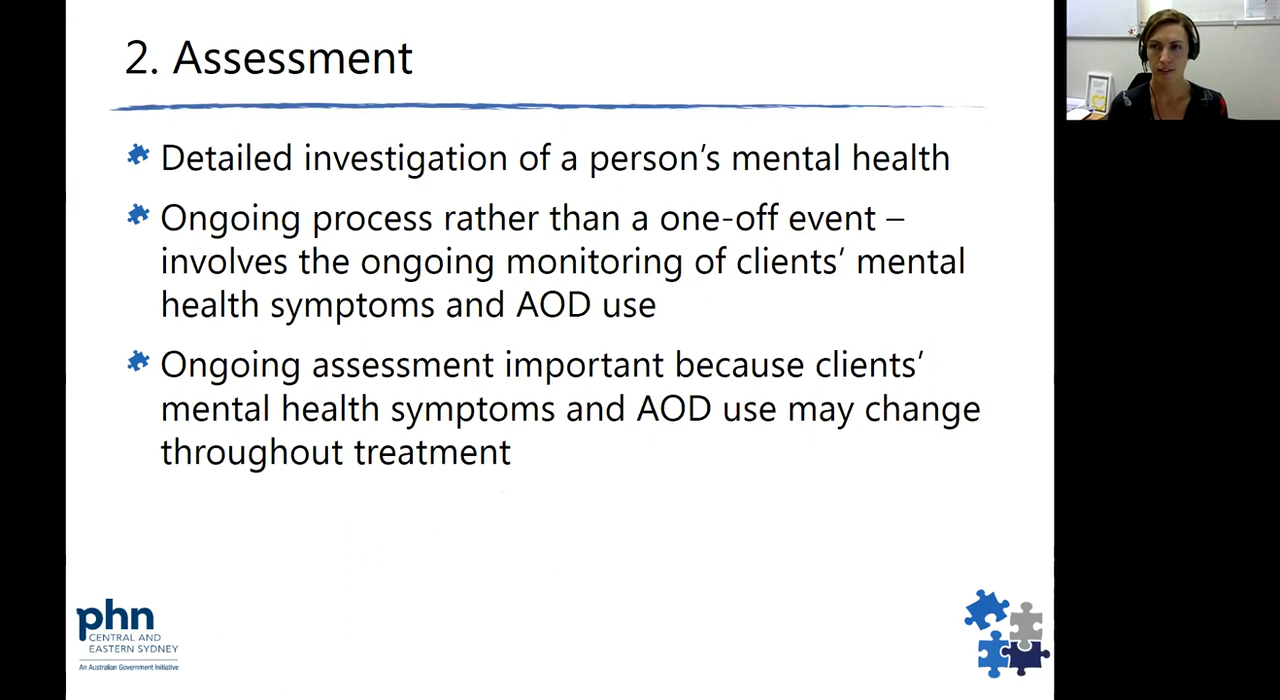 2. Assessment
Detailed investigation of a person's mental health
Ongoing process rather than a one-off event –
involves the ongoing monitoring of clients' mental
health symptoms and AOD use
Ongoing assessment important because clients'
mental health symptoms and AOD use may change
throughout treatment
phn
CENTRAL AND
EASTERN SYDNEY
An Australian Government Initiative